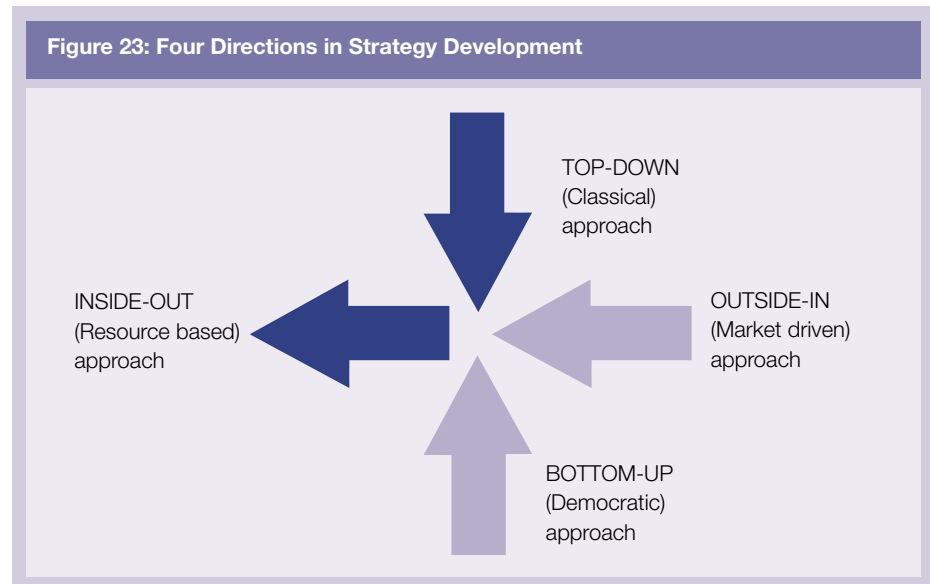 Figure 23: Four Directions in Strategy Development
TOP-DOWN
(Classical)
approach
INSIDE-OUT
(Resource based)
approach
OUTSIDE-IN
(Market driven)
approach
BOTTOM-UP
(Democratic)
approach